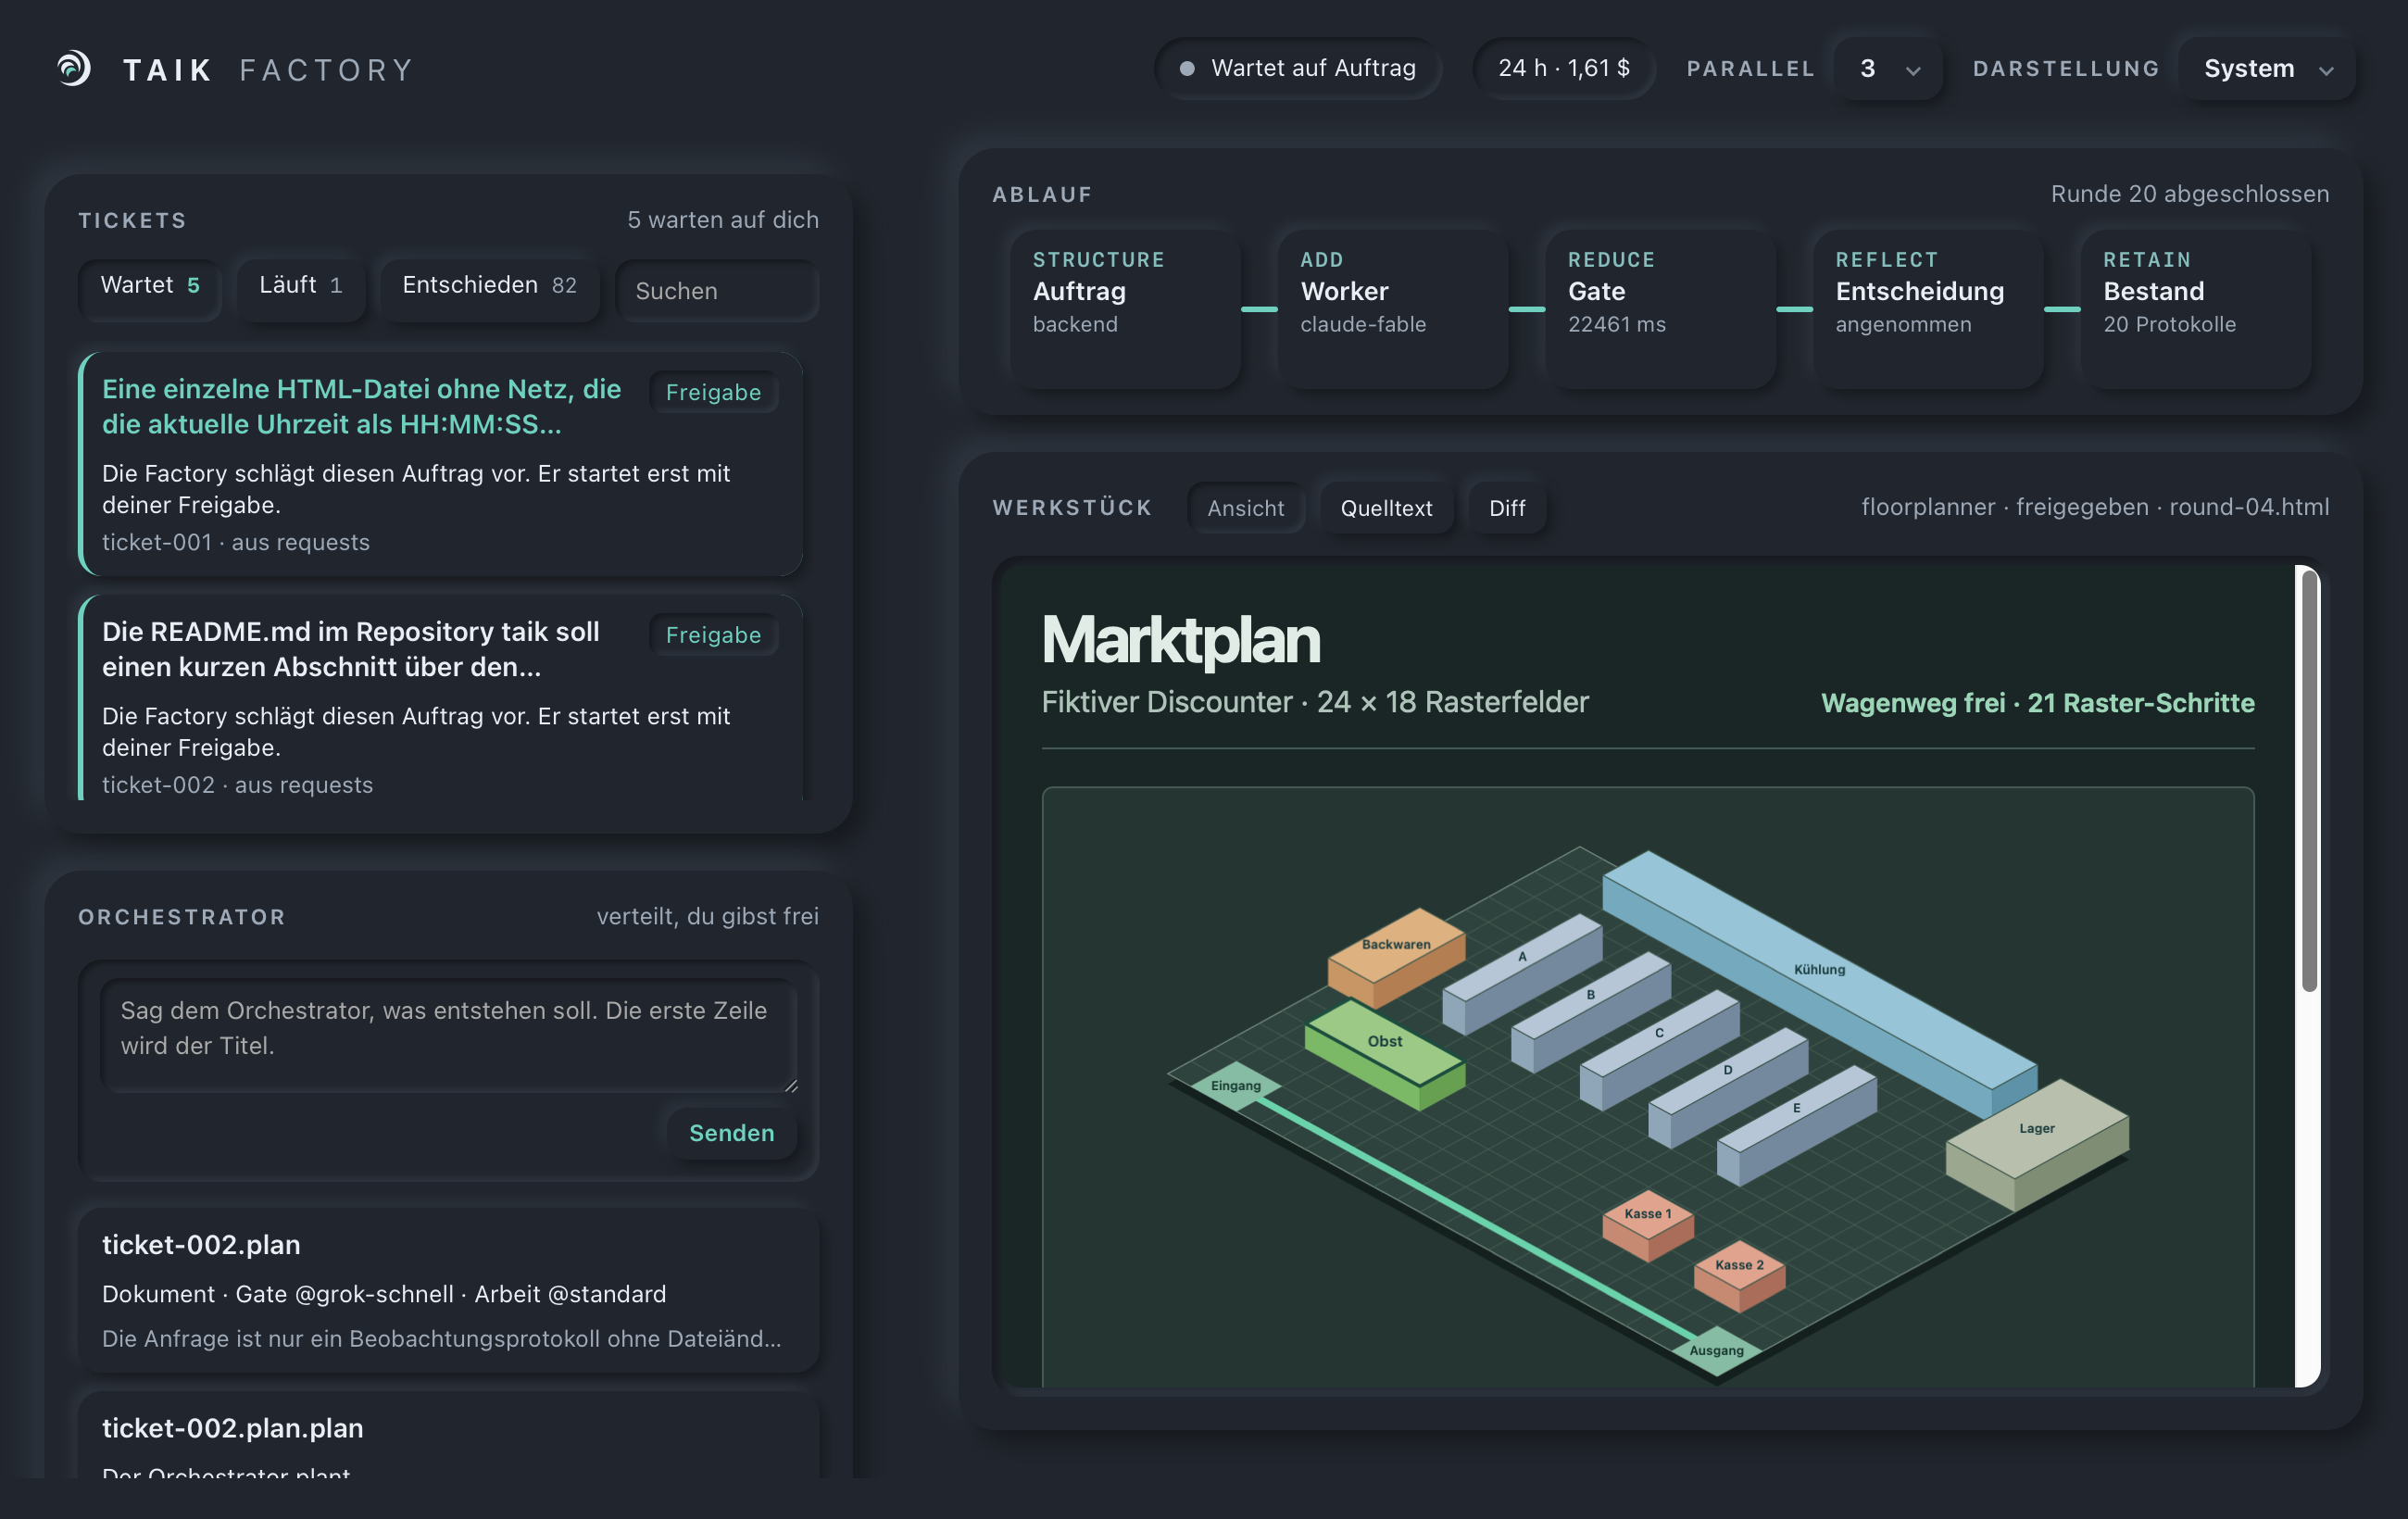 TAIK FACTORY
Wartet auf Auftrag
24 h · 1,61 $
PARALLEL
3
DARSTELLUNG
System
TICKETS
5 warten auf dich
Wartet 5
Läuft 1
Entschieden 82
Suchen
Eine einzelne HTML-Datei ohne Netz, die
die aktuelle Uhrzeit als HH:MM:SS...
Freigabe
Die Factory schlägt diesen Auftrag vor. Er startet erst mit
deiner Freigabe.
ticket-001 · aus requests
Die README.md im Repository taik soll
einen kurzen Abschnitt über den...
Freigabe
Die Factory schlägt diesen Auftrag vor. Er startet erst mit
deiner Freigabe.
ticket-002 · aus requests
ORCHESTRATOR
verteilt, du gibst frei
Sag dem Orchestrator, was entstehen soll. Die erste Zeile
wird der Titel.
Senden
ticket-002.plan
Dokument · Gate @grok-schnell · Arbeit @standard
Die Anfrage ist nur ein Beobachtungsprotokoll ohne Dateiänd...
ticket-002.plan.plan
Der Orchestrator plant
ABLAUF
Runde 20 abgeschlossen
STRUCTURE
Auftrag
backend
ADD
Worker
claude-fable
REDUCE
Gate
22461 ms
REFLECT
Entscheidung
angenommen
RETAIN
Bestand
20 Protokolle
WERKSTÜCK
Ansicht
Quelltext
Diff
floorplanner · freigegeben · round-04.html
Marktplan
Fiktiver Discounter · 24 × 18 Rasterfelder
Wagenweg frei · 21 Raster-Schritte
Backwaren
A
Kühlung
B
C
Obst
D
Eingang
E
Lager
Kasse 1
Kasse 2
Ausgang